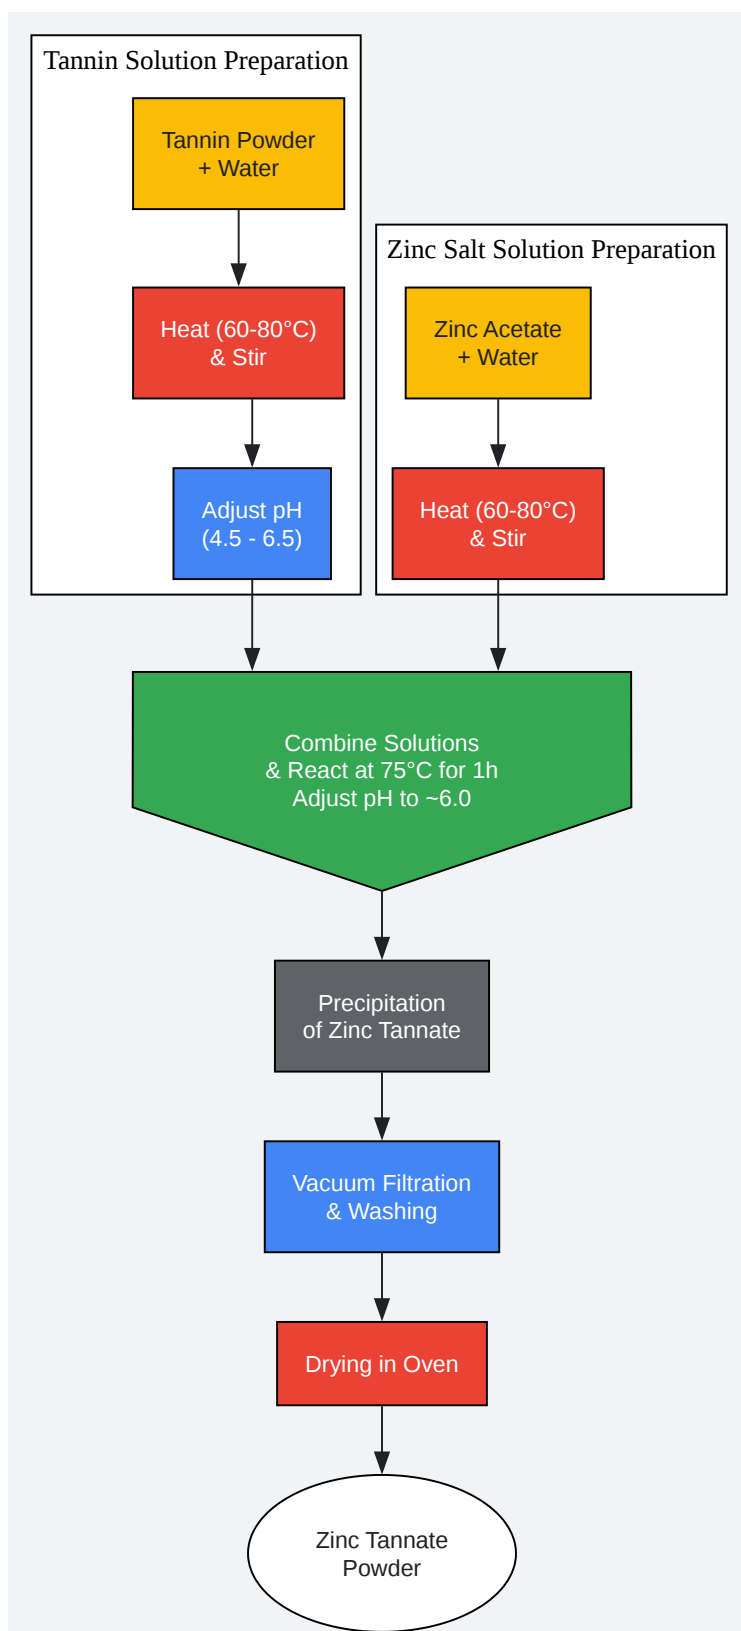 Tannin Solution Preparation
Tannin Powder
+ Water
Heat (60-80°C)
& Stir
Adjust pH
(4.5 - 6.5)
Zinc Salt Solution Preparation
Zinc Acetate
+ Water
Heat (60-80°C)
& Stir
Combine Solutions
& React at 75°C for 1h
Adjust pH to ~6.0
Precipitation
of Zinc Tannate
Vacuum Filtration
& Washing
Drying in Oven
Zinc Tannate
Powder